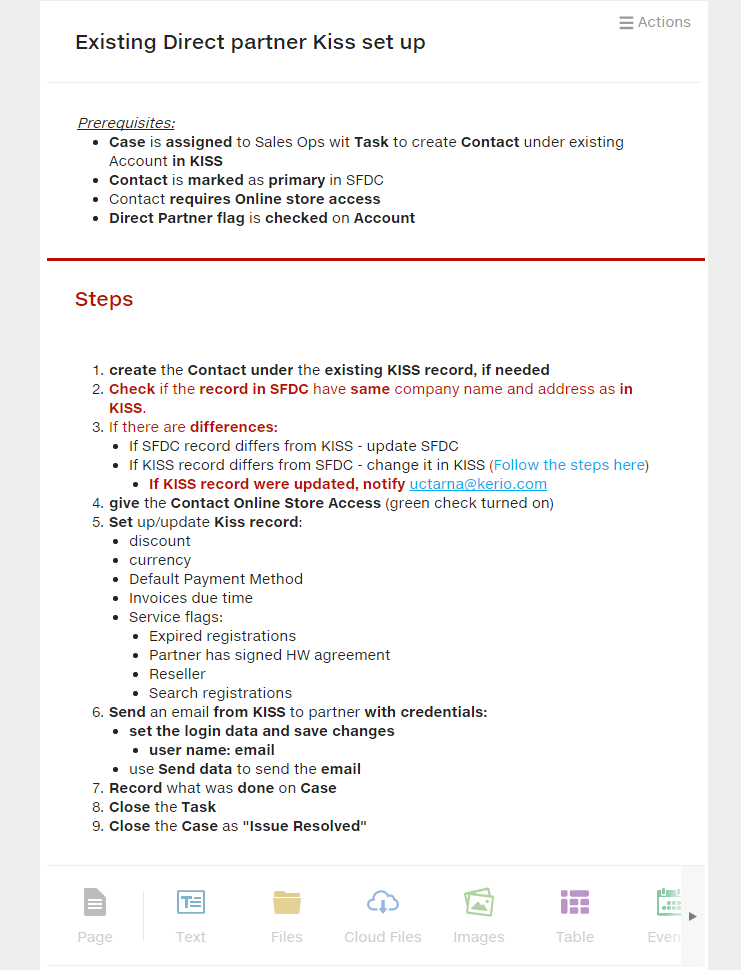 Actions
Existing Direct partner Kiss set up
Prerequisites:
Case is assigned to Sales Ops wit Task to create Contact under existing
Account in KISS
Contact is marked as primary in SFDC
Contact requires Online store access
Direct Partner flag is checked on Account
Steps
1. create the Contact under the existing KISS record, if needed
2. Check if the record in SFDC have same company name and address as in
KISS.
3. If there are differences:
If SFDC record differs from KISS - update SFDC
If KISS record differs from SFDC - change it in KISS (Follow the steps here)
If KISS record were updated, notify uctarna@kerio.com
4. give the Contact Online Store Access (green check turned on)
5. Set up/update Kiss record:
discount
currency
Default Payment Method
Invoices due time
Service flags:
Expired registrations
Partner has signed HW agreement
Reseller
Search registrations
6. Send an email from KISS to partner with credentials:
set the login data and save changes
user name: email
use Send data to send the email
7. Record what was done on Case
8. Close the Task
9. Close the Case as "Issue Resolved"
Page Text Files Cloud Files Images Table Even